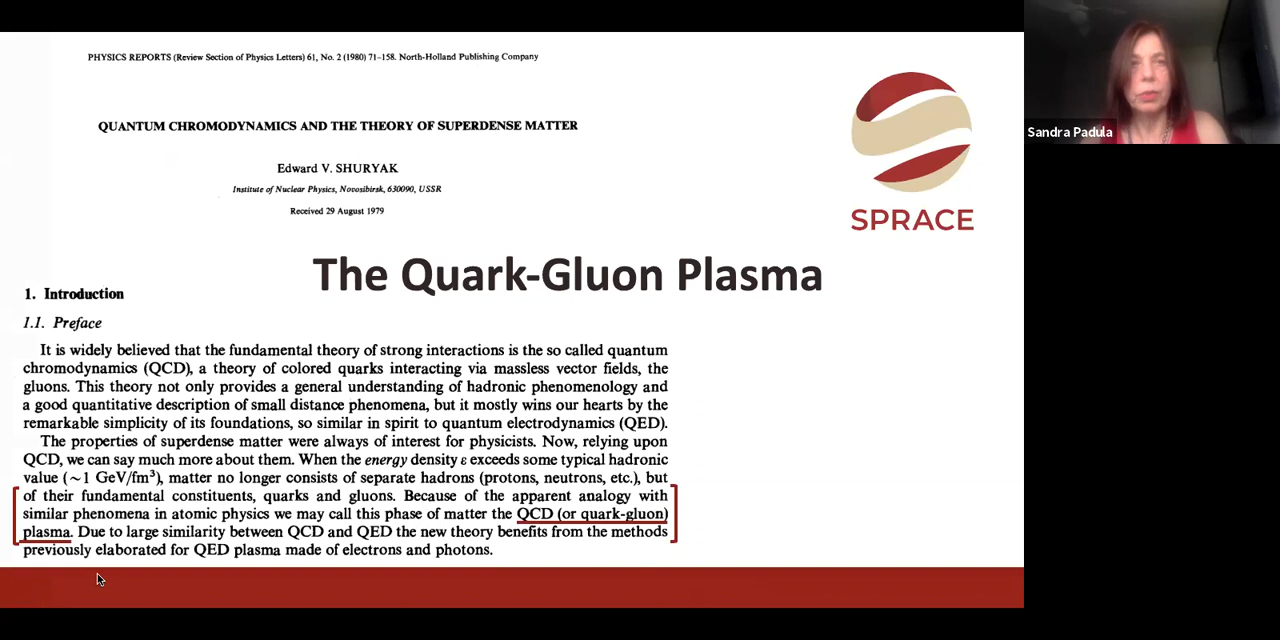 PHYSICS REPORTS (Review Section of Physics Letters) 61, No. 2 (1980) 71–158. North-Holland Publishing Company
QUANTUM CHROMODYNAMICS AND THE THEORY OF SUPERDENSE MATTER
Edward V. SHURYAK
Institute of Nuclear Physics, Novosibirsk, 630090, USSR
Received 29 August 1979
SPRACE
Sandra Padula
The Quark-Gluon Plasma
1. Introduction
1.1. Preface
It is widely believed that the fundamental theory of strong interactions is the so called quantum
chromodynamics (QCD), a theory of colored quarks interacting via massless vector fields, the
gluons. This theory not only provides a general understanding of hadronic phenomenology and
a good quantitative description of small distance phenomena, but it mostly wins our hearts by the
remarkable simplicity of its foundations, so similar in spirit to quantum electrodynamics (QED).
The properties of superdense matter were always of interest for physicists. Now, relying upon
QCD, we can say much more about them. When the energy density ε exceeds some typical hadronic
value (~1 GeV/fm³), matter no longer consists of separate hadrons (protons, neutrons, etc.), but
of their fundamental constituents, quarks and gluons. Because of the apparent analogy with
similar phenomena in atomic physics we may call this phase of matter the QCD (or quark-gluon)
plasma. Due to large similarity between QCD and QED the new theory benefits from the methods
previously elaborated for QED plasma made of electrons and photons.